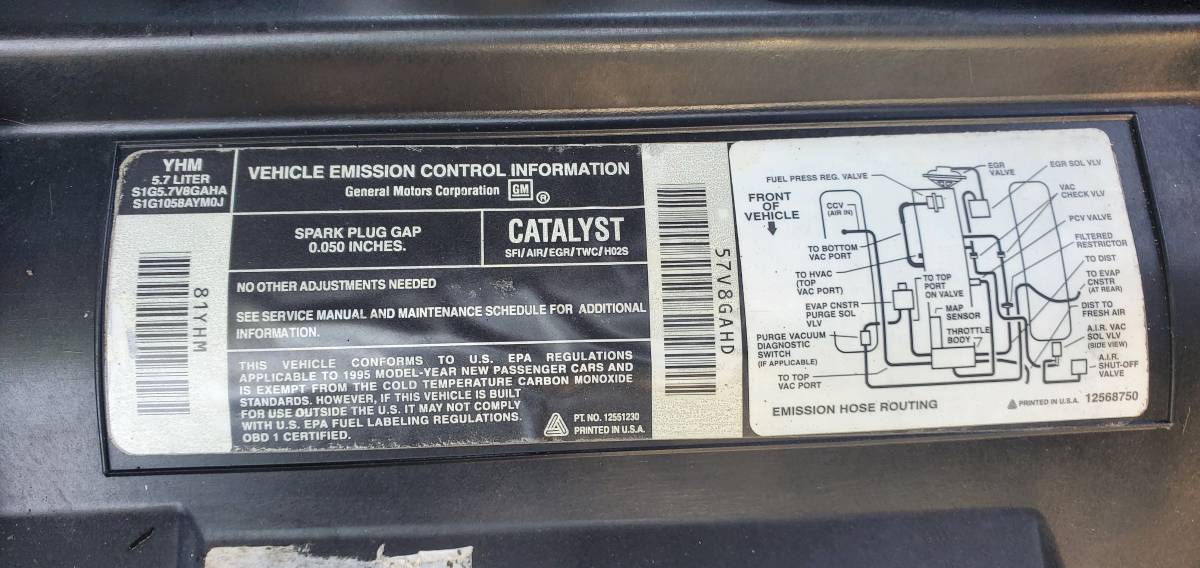 YHM
5.7 LITER
S1G5.7V8GAHA
S1G1058AYM0J
81YHM
VEHICLE EMISSION CONTROL INFORMATION
General Motors Corporation GM ®
SPARK PLUG GAP
0.050 INCHES.
CATALYST
SFI/AIR/EGR/TWC/H02S
NO OTHER ADJUSTMENTS NEEDED
SEE SERVICE MANUAL AND MAINTENANCE SCHEDULE FOR ADDITIONAL
INFORMATION.
THIS VEHICLE CONFORMS TO U.S. EPA REGULATIONS
APPLICABLE TO 1995 MODEL-YEAR NEW PASSENGER CARS AND
IS EXEMPT FROM THE COLD TEMPERATURE CARBON MONOXIDE
STANDARDS. HOWEVER, IF THIS VEHICLE IS BUILT
FOR USE OUTSIDE THE U.S. IT MAY NOT COMPLY
WITH U.S. EPA FUEL LABELING REGULATIONS.
OBD 1 CERTIFIED.
PT. NO. 12551230
PRINTED IN U.S.A.
57V8GAHD
FUEL PRESS REG. VALVE
EGR
VALVE
EGR SOL VLV
FRONT
OF
VEHICLE
CCV
(AIR IN)
VAC
CHECK VLV
PCV VALVE
TO BOTTOM
VAC PORT
FILTERED
RESTRICTOR
TO HVAC
(TOP
VAC PORT)
TO TOP
PORT
ON VALVE
TO DIST
TO EVAP
CNSTR
(AT REAR)
EVAP CNSTR
PURGE SOL
VLV
MAP
SENSOR
DIST TO
FRESH AIR
PURGE VACUUM
DIAGNOSTIC
SWITCH
(IF APPLICABLE)
THROTTLE
BODY
A.I.R. VAC
SOL VLV
(SIDE VIEW)
TO TOP
VAC PORT
A.I.R.
SHUT-OFF
VALVE
EMISSION HOSE ROUTING
PRINTED IN U.S.A. 12568750